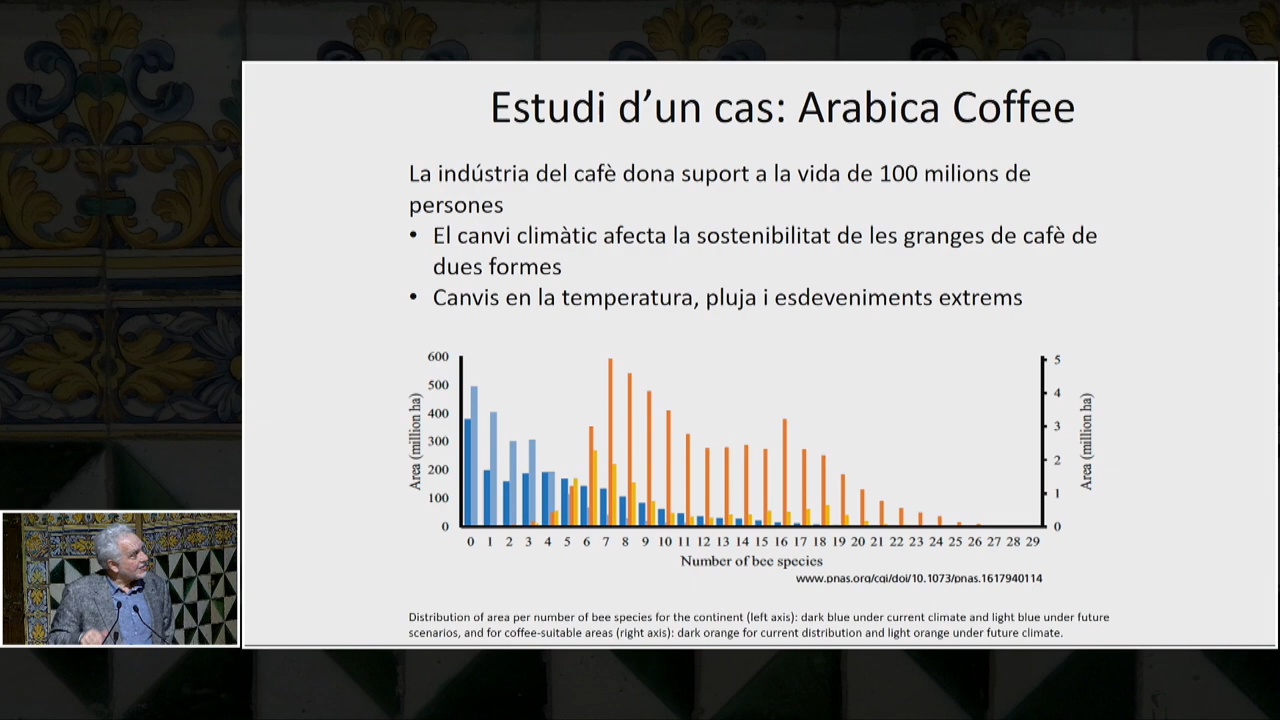 Estudi d’un cas: Arabica Coffee
La indústria del cafè dona suport a la vida de 100 milions de
persones
• El canvi climàtic afecta la sostenibilitat de les granges de cafè de
dues formes
• Canvis en la temperatura, pluja i esdeveniments extrems
600
500
400
300
200
100
0
Area (million ha)
5
4
3
2
1
0
Area (million ha)
0 1 2 3 4 5 6 7 8 9 10 11 12 13 14 15 16 17 18 19 20 21 22 23 24 25 26 27 28 29
Number of bee species
www.pnas.org/cgi/doi/10.1073/pnas.1617940114
Distribution of area per number of bee species for the continent (left axis): dark blue under current climate and light blue under future
scenarios, and for coffee-suitable areas (right axis): dark orange for current distribution and light orange under future climate.